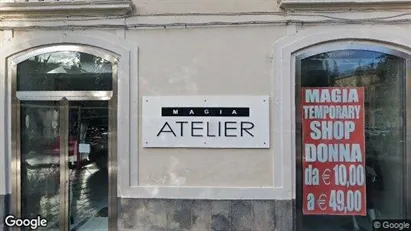 MAGIA
ATELIER
MAGIA
TEMPORARY
SHOP
DONNA
da € 10,00
a € 49,00
Google
© Google